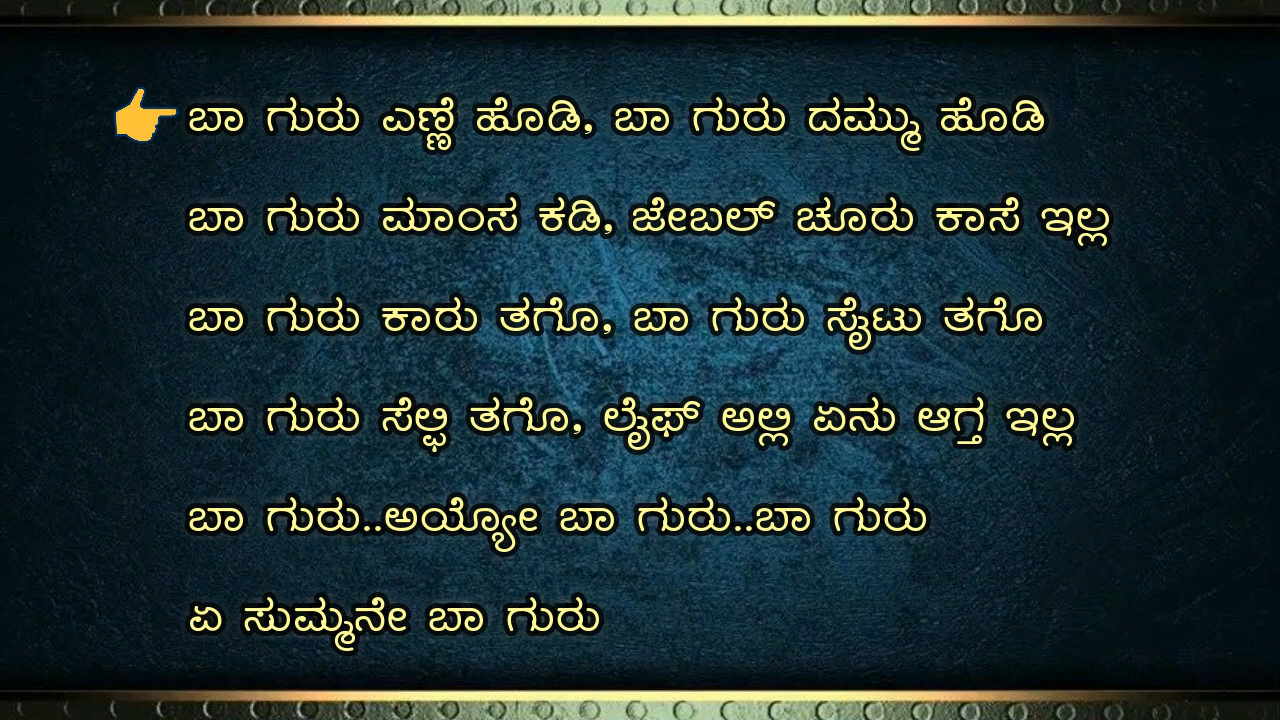 ಬಾ ಗುರು ಎಣ್ಣೆ ಹೊಡಿ, ಬಾ ಗುರು ದಮ್ಮು ಹೊಡಿ
ಬಾ ಗುರು ಮಾಂಸ ಕಡಿ, ಜೇಬಲ್ ಚೂರು ಕಾಸೆ ಇಲ್ಲ
ಬಾ ಗುರು ಕಾರು ತಗೊ, ಬಾ ಗುರು ಸೈಟು ತಗೊ
ಬಾ ಗುರು ಸೆಲ್ಫಿ ತಗೊ, ಲೈಫ್ ಅಲ್ಲಿ ಏನು ಆಗ್ತ ಇಲ್ಲ
ಬಾ ಗುರು..ಅಯ್ಯೋ ಬಾ ಗುರು..ಬಾ ಗುರು
ಏ ಸುಮ್ಮನೇ ಬಾ ಗುರು